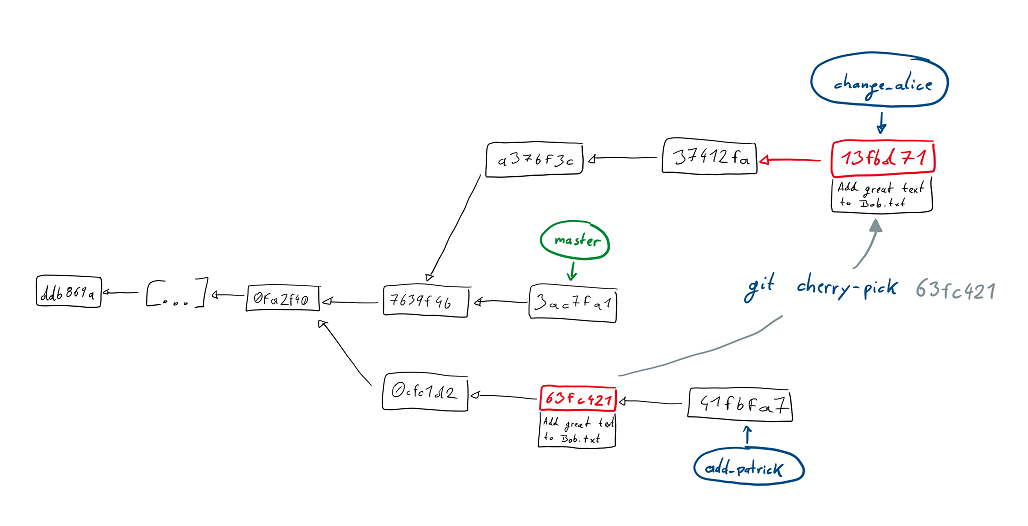 change_alice
a376f3c
37412fa
13fbd71
Add great text
to Bob.txt
master
ddb869a
[...]
0fa2f40
7639f46
3ac7fa1
git cherry-pick 63fc421
0cfc1d2
63fc421
41fbfa7
Add great text
to Bob.txt
add_patrick